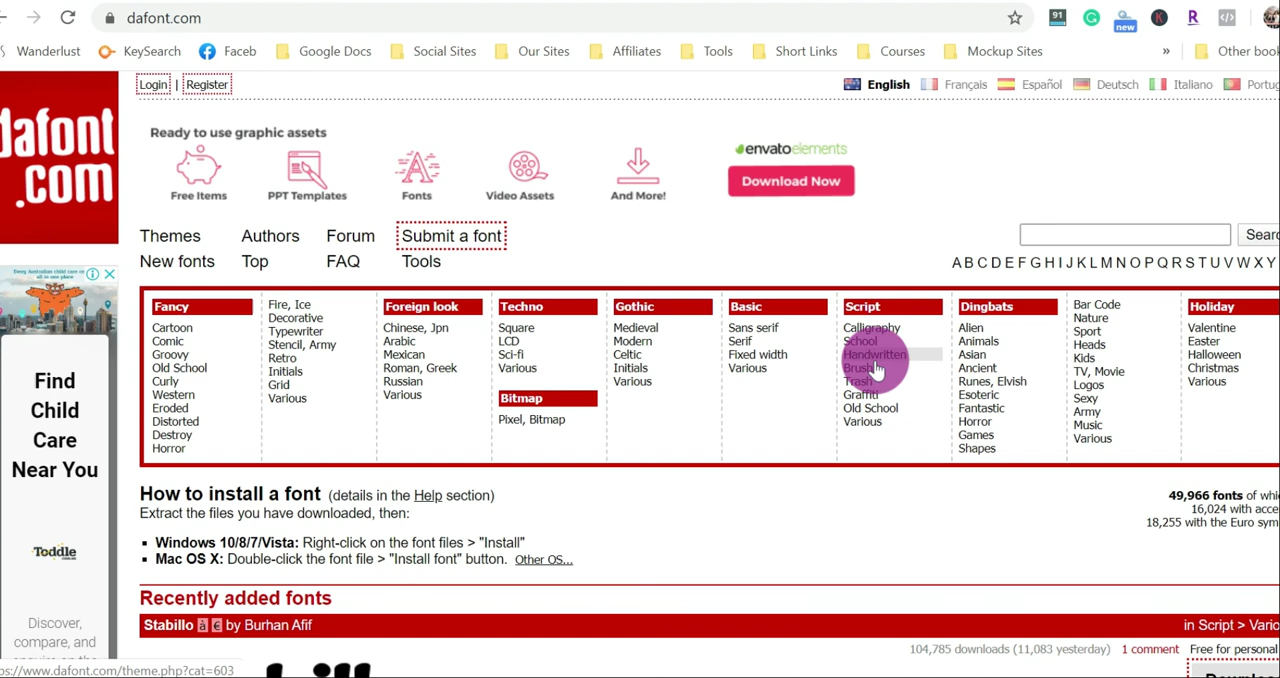 dafont.com
91
new
K
R
</>
Wanderlust
KeySearch
Faceb
Google Docs
Social Sites
Our Sites
Affiliates
Tools
Short Links
Courses
Mockup Sites
»
Other boo
Login | Register
English
Français
Español
Deutsch
Italiano
Portug
dafont
.com
Ready to use graphic assets
Free Items
PPT Templates
Fonts
Video Assets
And More!
envatoelements
Download Now
Themes
Authors
Forum
Submit a font
New fonts
Top
FAQ
Tools
Sear
A B C D E F G H I J K L M N O P Q R S T U V W X Y
Fancy
Cartoon
Comic
Groovy
Old School
Curly
Western
Eroded
Distorted
Destroy
Horror
Fire, Ice
Decorative
Typewriter
Stencil, Army
Retro
Initials
Grid
Various
Foreign look
Chinese, Jpn
Arabic
Mexican
Roman, Greek
Russian
Various
Techno
Square
LCD
Sci-fi
Various
Bitmap
Pixel, Bitmap
Gothic
Medieval
Modern
Celtic
Initials
Various
Basic
Sans serif
Serif
Fixed width
Various
Script
Calligraphy
School
Handwritten
Brush
Trash
Graffiti
Old School
Various
Dingbats
Alien
Animals
Asian
Ancient
Runes, Elvish
Esoteric
Fantastic
Horror
Games
Shapes
Bar Code
Nature
Sport
Heads
Kids
TV, Movie
Logos
Sexy
Army
Music
Various
Holiday
Valentine
Easter
Halloween
Christmas
Various
Find
Child
Care
Near You
Toddle
Discover,
compare, and
How to install a font (details in the Help section)
Extract the files you have downloaded, then:
Windows 10/8/7/Vista: Right-click on the font files > "Install"
Mac OS X: Double-click the font file > "Install font" button. Other OS...
49,966 fonts of whi
16,024 with acce
18,255 with the Euro sym
Recently added fonts
Stabillo à € by Burhan Afif
in Script > Vario
104,785 downloads (11,083 yesterday) 1 comment Free for personal
ps://www.dafont.com/theme.php?cat=603